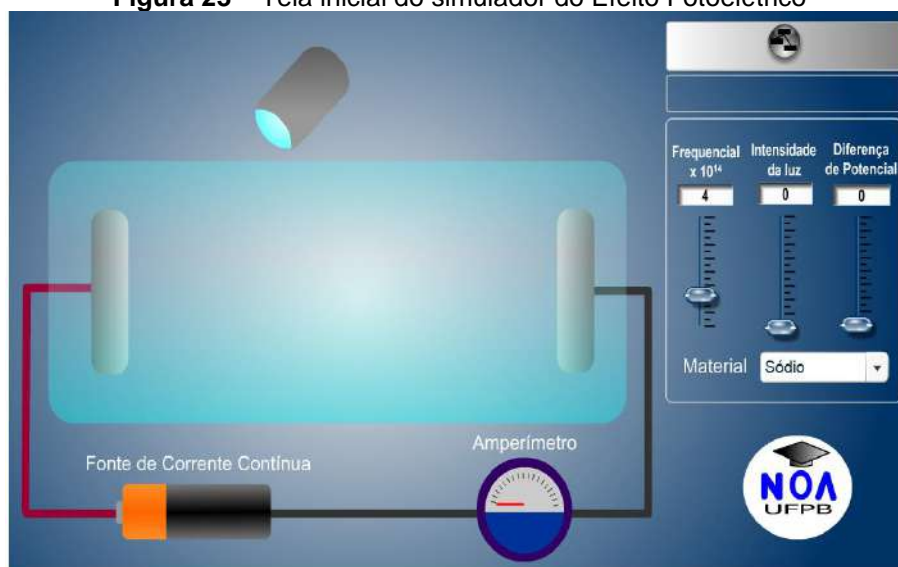 Figura 25 – Tela inicial do simulador do Efeito Fotoelétrico
Frequencial
x 10¹⁴
Intensidade
da luz
Diferença
de Potencial
4
0
0
Material
Sódio
Amperímetro
Fonte de Corrente Contínua
NOA
UFPB